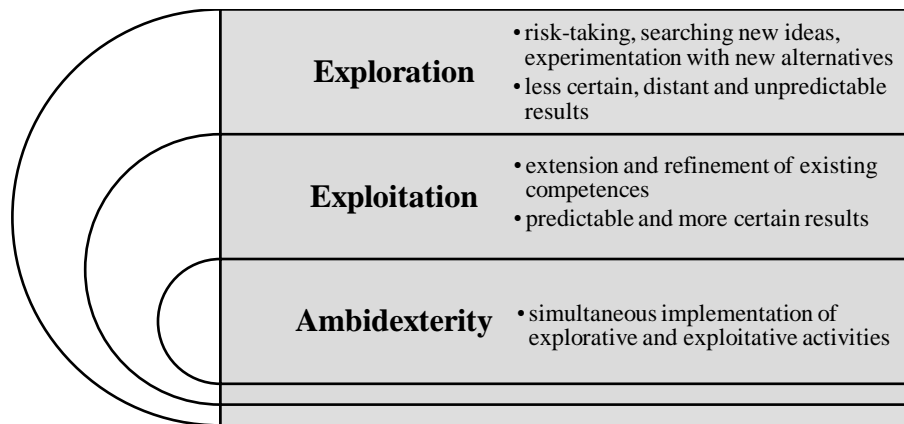 Exploration
• risk-taking, searching new ideas,
experimentation with new alternatives
• less certain, distant and unpredictable
results
Exploitation
• extension and refinement of existing
competences
• predictable and more certain results
Ambidexterity
• simultaneous implementation of
explorative and exploitative activities